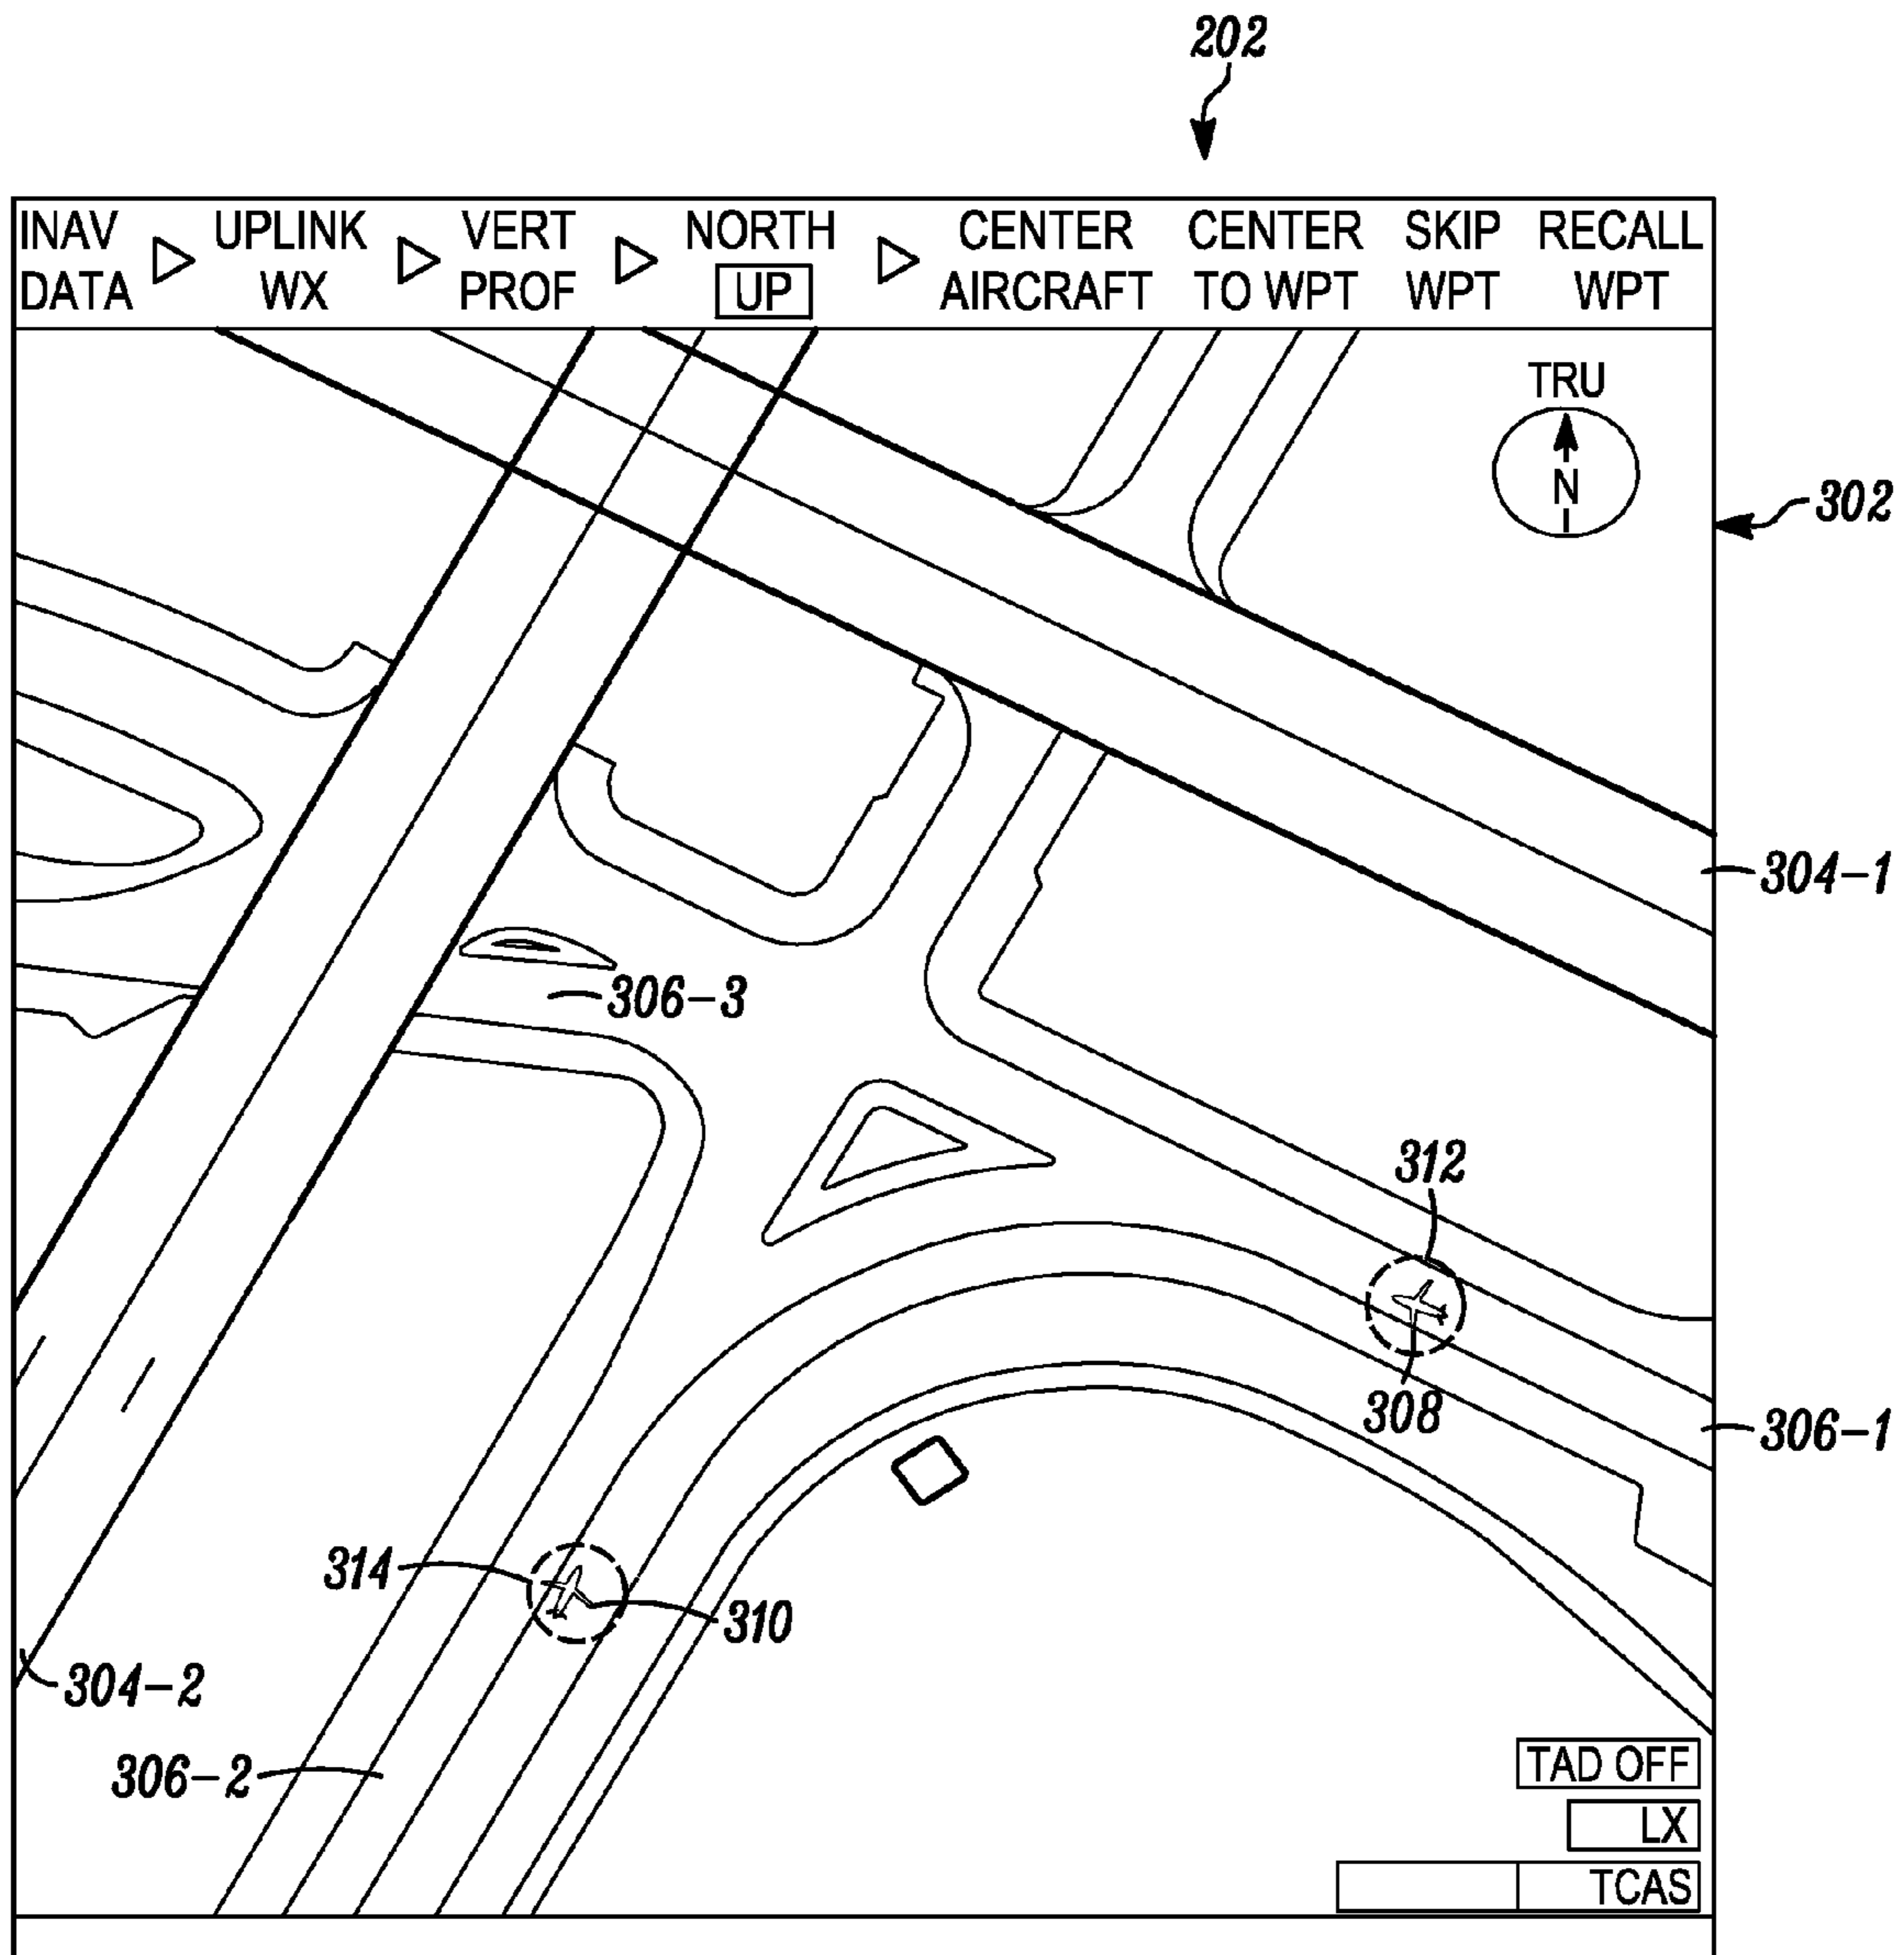 202
INAV DATA
UPLINK WX
VERT PROF
NORTH UP
CENTER AIRCRAFT
CENTER TO WPT
SKIP WPT
RECALL WPT
TRU
N
302
304-1
306-3
312
308
306-1
314
310
304-2
306-2
TAD OFF
LX
TCAS